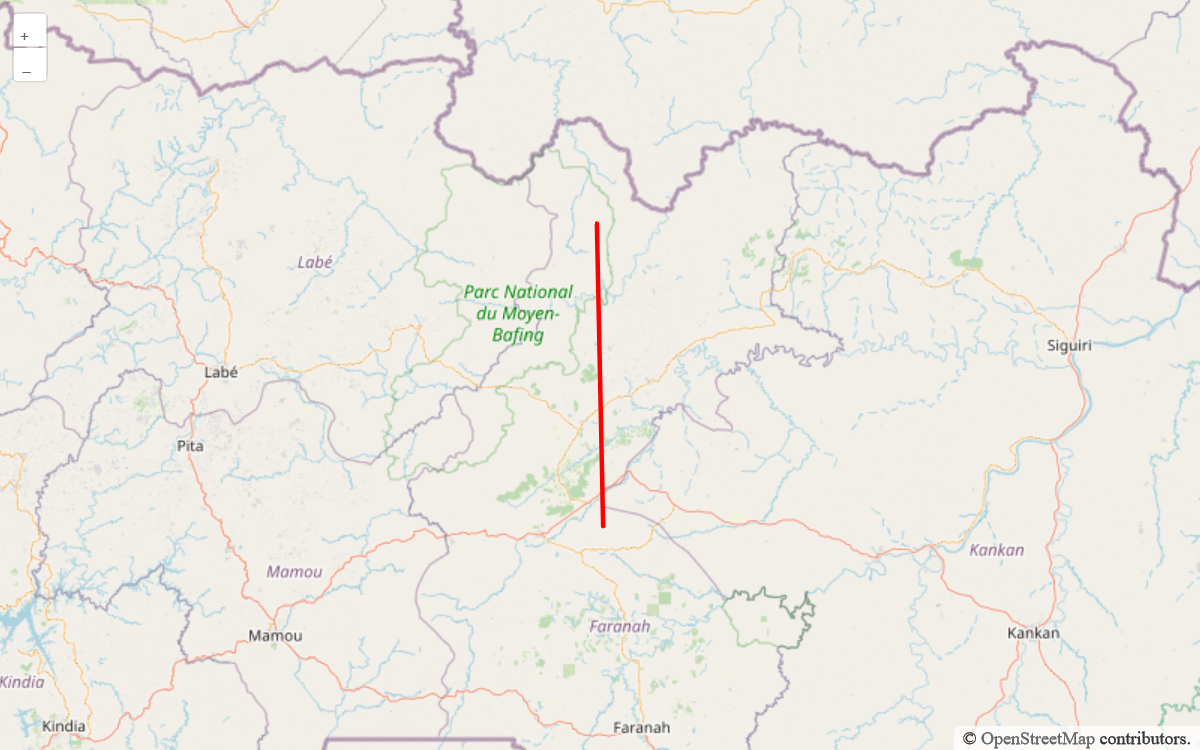 +
–
Labé
Parc National
du Moyen-
Bafing
Siguiri
Labé
Pita
Kankan
Mamou
Faranah
Mamou
Kankan
Kindia
Kindia
Faranah
© OpenStreetMap contributors.